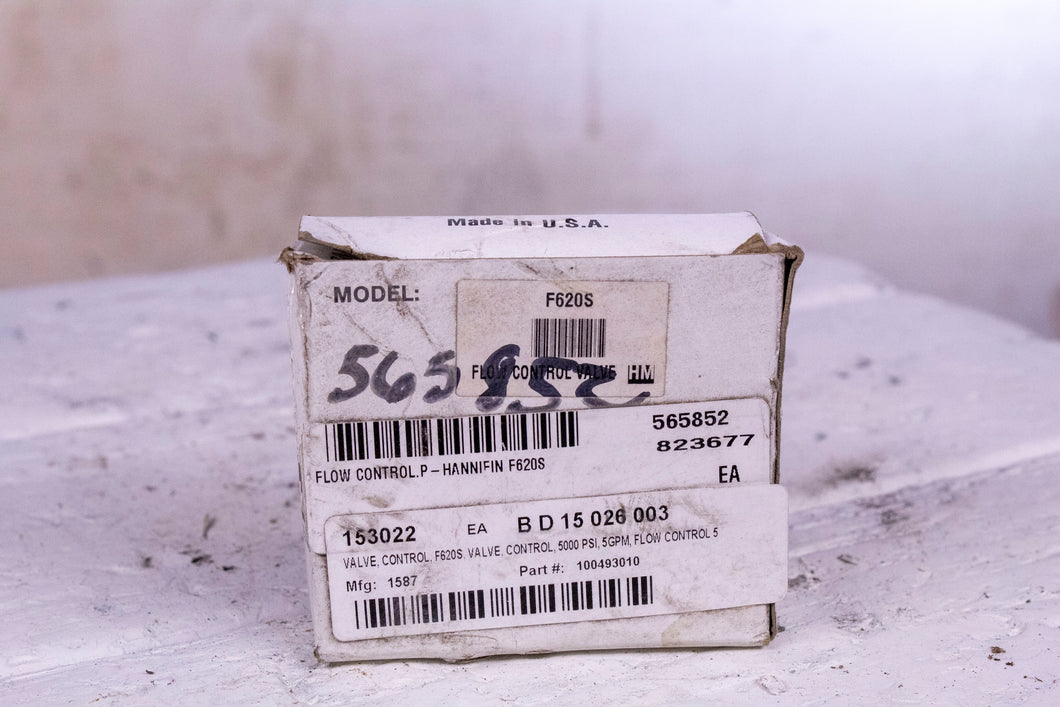 Made in U.S.A.
MODEL:
F620S
FLOW CONTROL VALVE HM
565852
565852
823677
FLOW CONTROL.P-HANNIFIN F620S
EA
153022 EA B D 15 026 003
VALVE, CONTROL, F620S, VALVE, CONTROL, 5000 PSI, 5GPM, FLOW CONTROL 5
Mfg: 1587 Part #: 100493010